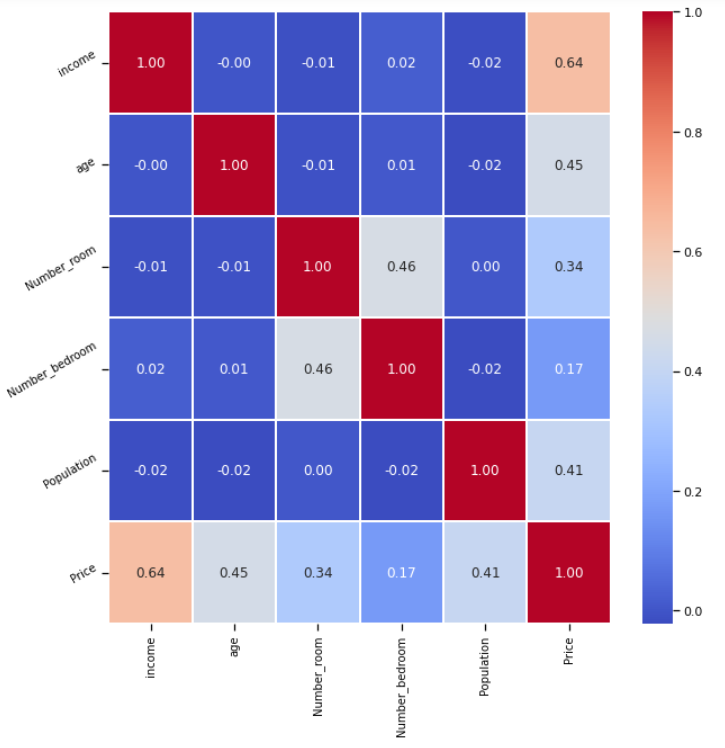 income 1.00 -0.00 -0.01 0.02 -0.02 0.64
age -0.00 1.00 -0.01 0.01 -0.02 0.45
Number_room -0.01 -0.01 1.00 0.46 0.00 0.34
Number_bedroom 0.02 0.01 0.46 1.00 -0.02 0.17
Population -0.02 -0.02 0.00 -0.02 1.00 0.41
Price 0.64 0.45 0.34 0.17 0.41 1.00
income age Number_room Number_bedroom Population Price
1.0
0.8
0.6
0.4
0.2
0.0